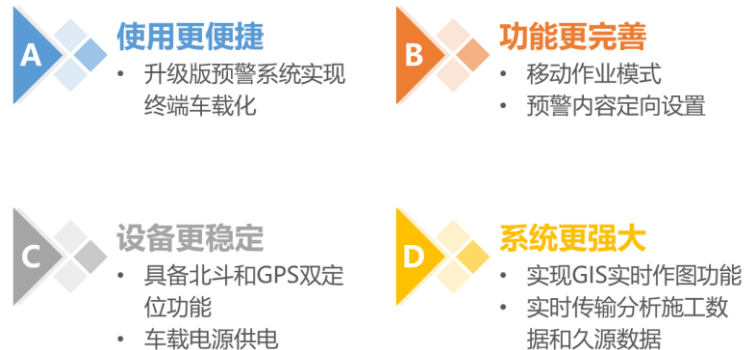 A
使用更便捷
• 升级版预警系统实现
终端车载化
B
功能更完善
• 移动作业模式
• 预警内容定向设置
C
设备更稳定
• 具备北斗和GPS双定
位功能
• 车载电源供电
D
系统更强大
• 实现GIS实时作图功能
• 实时传输分析施工数
据和久源数据